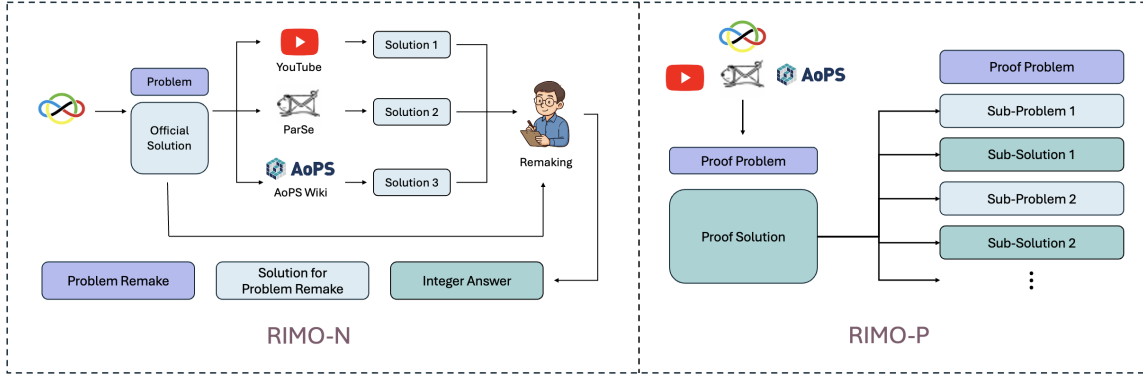 Problem
Official
Solution
YouTube
ParSe
AoPS
AoPS Wiki
Solution 1
Solution 2
Solution 3
Remaking
Problem Remake
Solution for
Problem Remake
Integer Answer
RIMO-N
AoPS
Proof Problem
Proof Solution
Proof Problem
Sub-Problem 1
Sub-Solution 1
Sub-Problem 2
Sub-Solution 2
RIMO-P